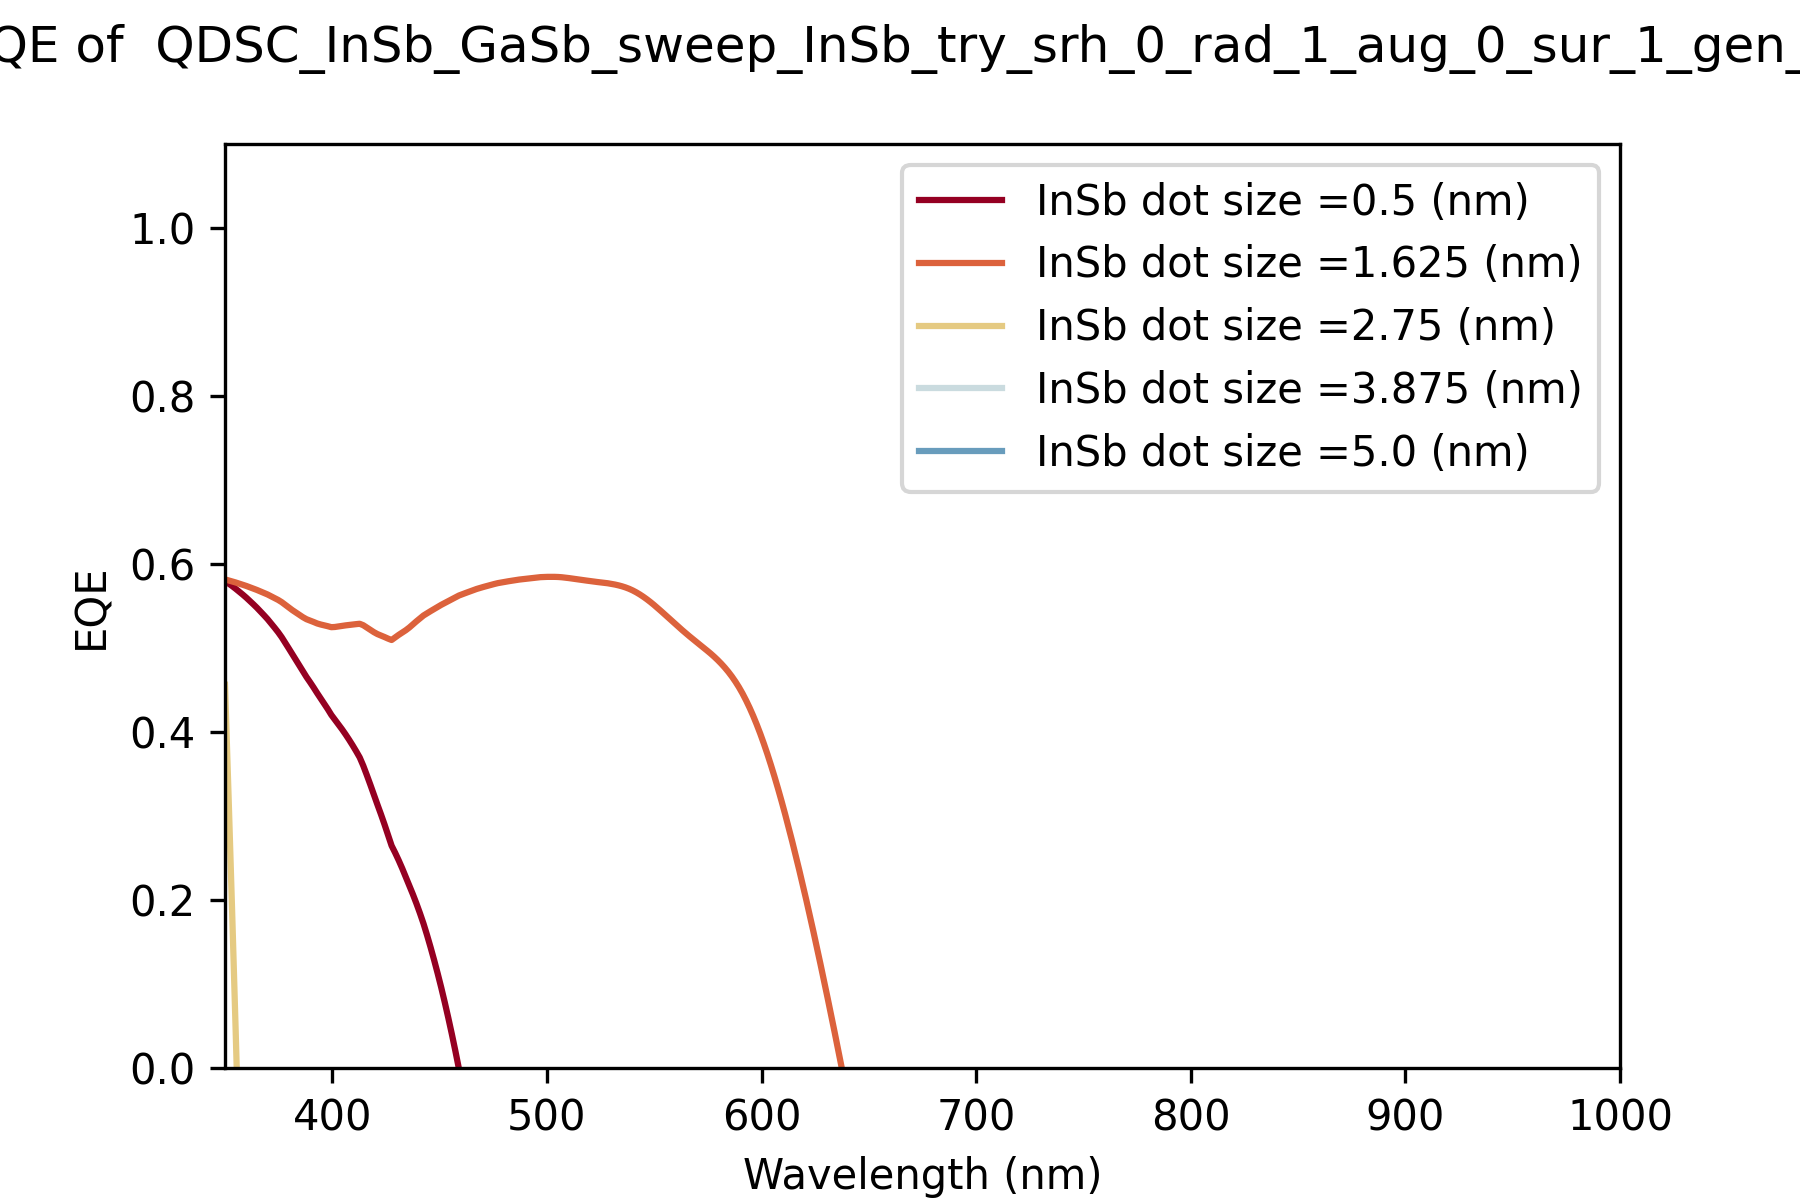 QE of QDSC_InSb_GaSb_sweep_InSb_try_srh_0_rad_1_aug_0_sur_1_gen_
InSb dot size =0.5 (nm)
InSb dot size =1.625 (nm)
InSb dot size =2.75 (nm)
InSb dot size =3.875 (nm)
InSb dot size =5.0 (nm)
1.0
0.8
0.6
0.4
0.2
0.0
EQE
400 500 600 700 800 900 1000
Wavelength (nm)